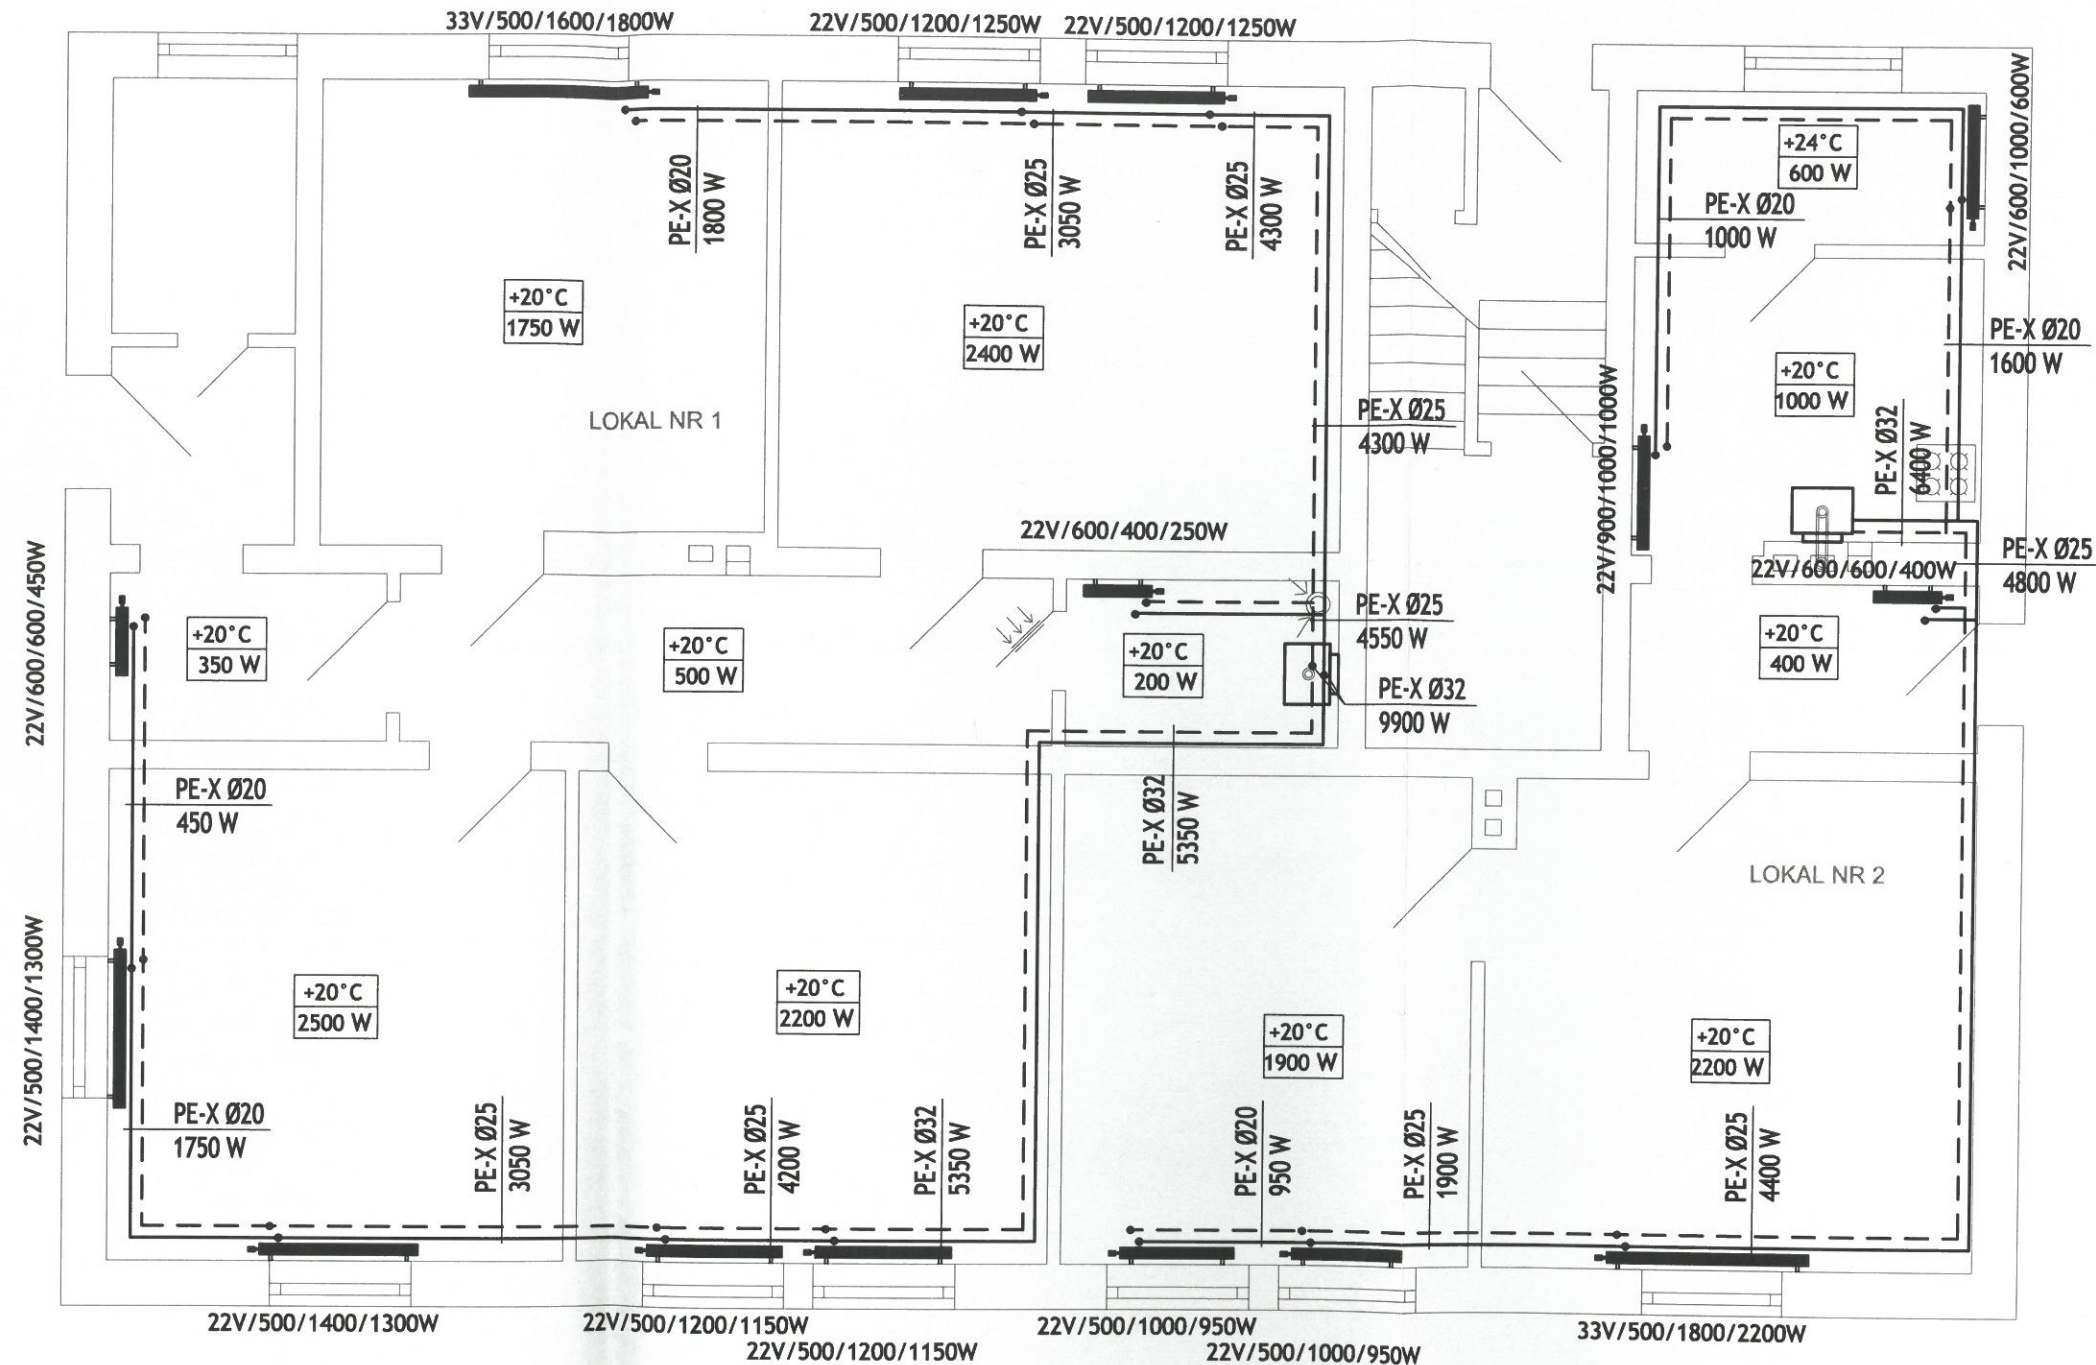 33V/500/1600/1800W
22V/500/1200/1250W
22V/500/1200/1250W
22V/600/1000/600W
+24°C
600 W
PE-X Ø20
1000 W
PE-X Ø20
1800 W
PE-X Ø25
3050 W
PE-X Ø25
4300 W
+20°C
1750 W
+20°C
2400 W
PE-X Ø20
1600 W
+20°C
1000 W
LOKAL NR 1
PE-X Ø25
4300 W
22V/900/1000/1000W
PE-X Ø32
6400 W
22V/600/400/250W
PE-X Ø25
4800 W
22V/600/600/400W
22V/600/600/450W
+20°C
350 W
+20°C
500 W
+20°C
200 W
PE-X Ø25
4550 W
+20°C
400 W
PE-X Ø32
9900 W
PE-X Ø20
450 W
PE-X Ø32
5350 W
LOKAL NR 2
22V/500/1400/1300W
+20°C
2500 W
+20°C
2200 W
+20°C
1900 W
+20°C
2200 W
PE-X Ø20
1750 W
PE-X Ø25
3050 W
PE-X Ø25
4200 W
PE-X Ø32
5350 W
PE-X Ø20
950 W
PE-X Ø25
1900 W
PE-X Ø25
4400 W
22V/500/1400/1300W
22V/500/1200/1150W
22V/500/1200/1150W
22V/500/1000/950W
22V/500/1000/950W
33V/500/1800/2200W